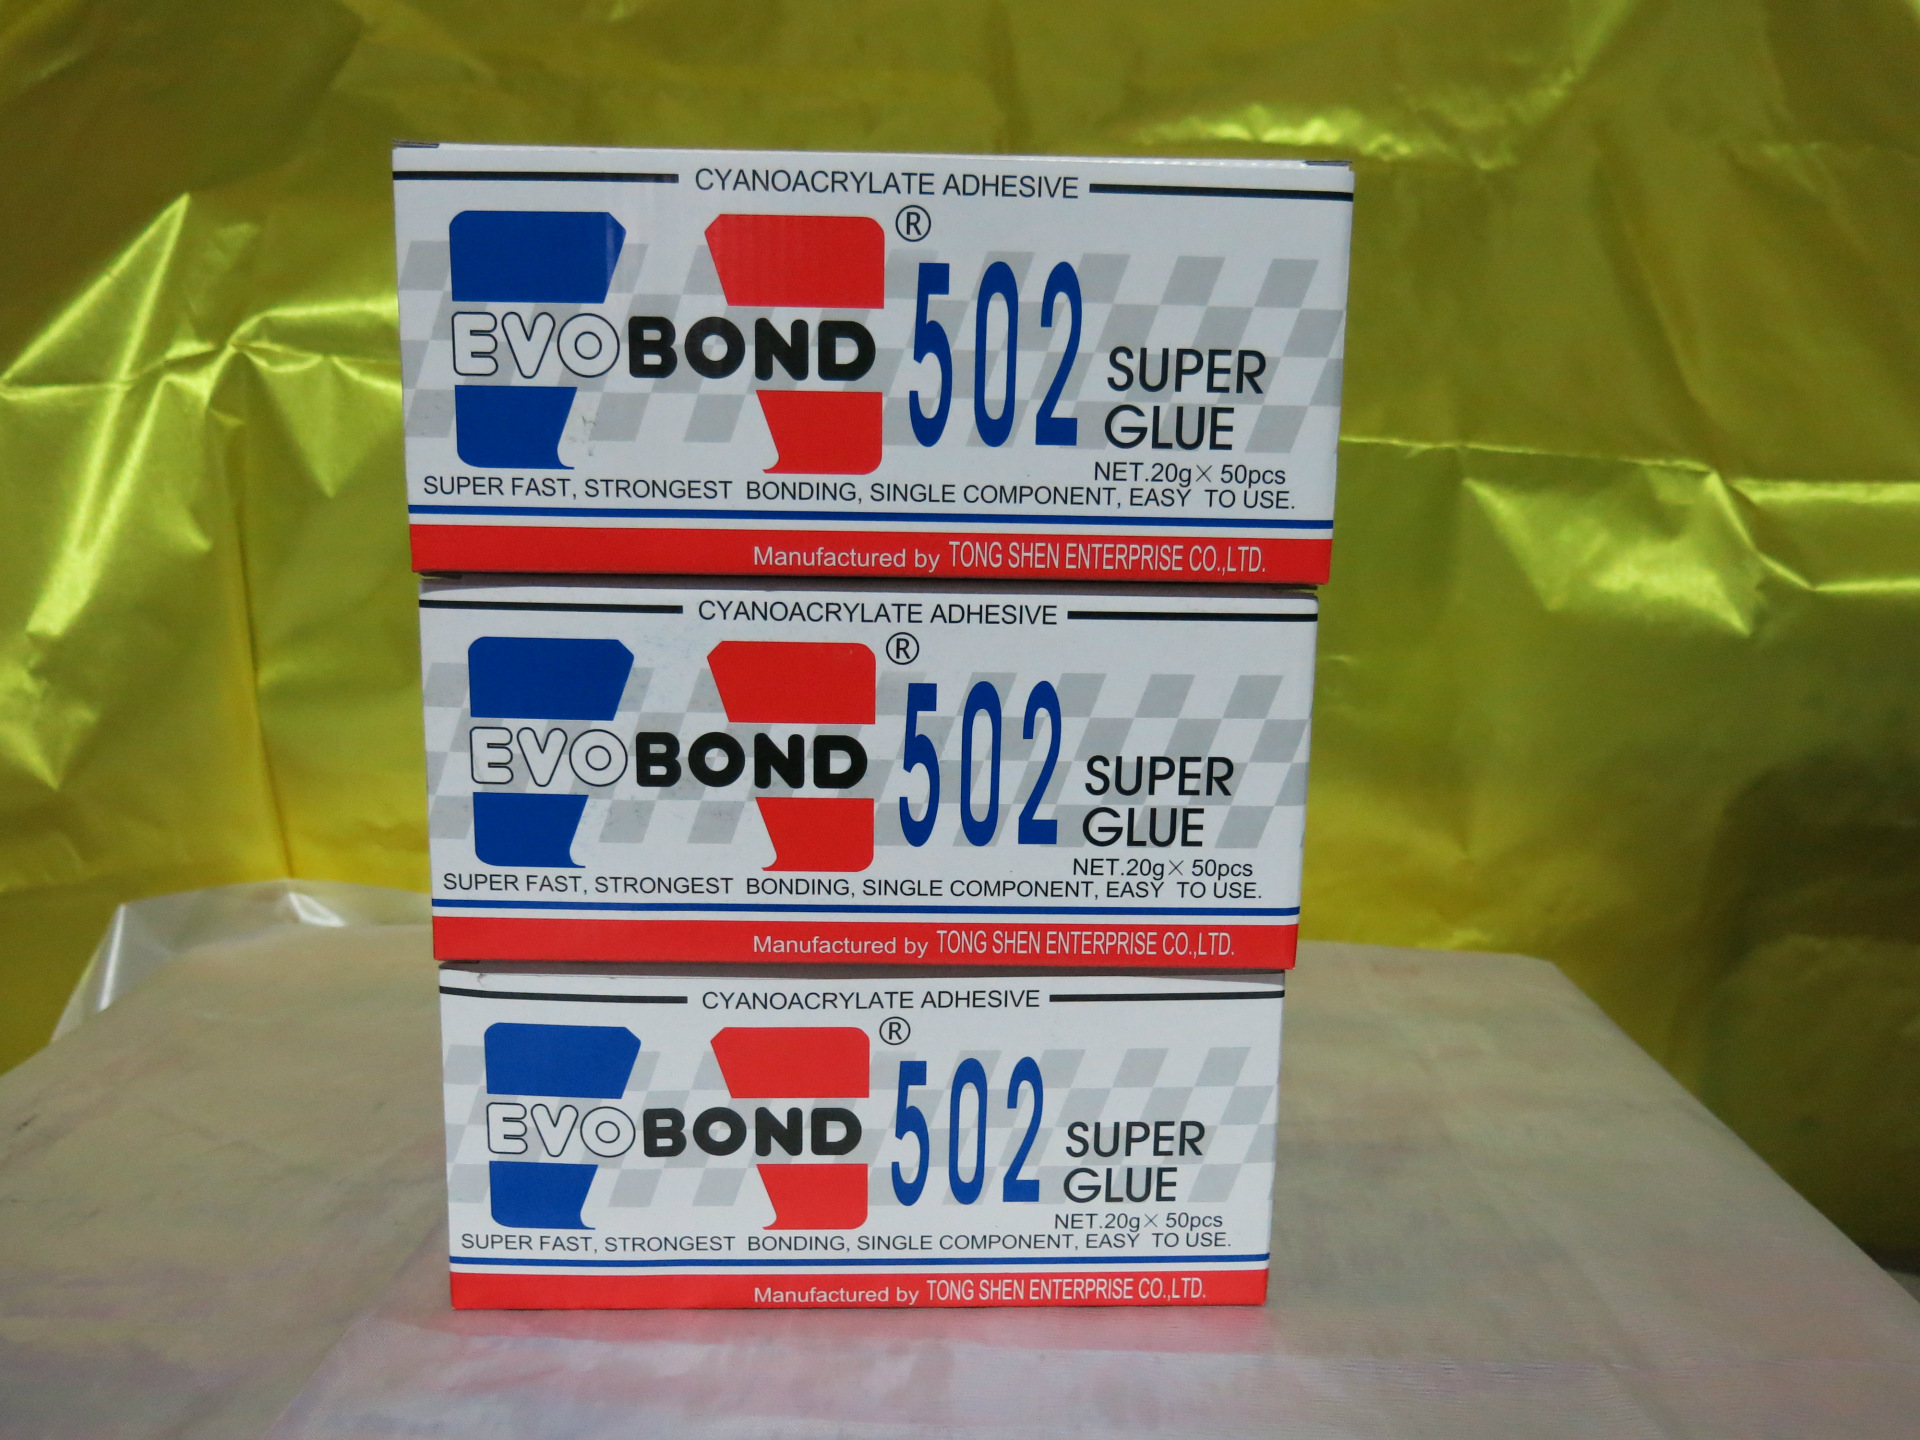 CYANOACRYLATE ADHESIVE
®
EVOBOND 502 SUPER
GLUE
NET.20g× 50pcs
SUPER FAST, STRONGEST BONDING, SINGLE COMPONENT, EASY TO USE.
Manufactured by TONG SHEN ENTERPRISE CO.,LTD.
CYANOACRYLATE ADHESIVE
®
EVOBOND 502 SUPER
GLUE
NET.20g× 50pcs
SUPER FAST, STRONGEST BONDING, SINGLE COMPONENT, EASY TO USE.
Manufactured by TONG SHEN ENTERPRISE CO.,LTD.
CYANOACRYLATE ADHESIVE
®
EVOBOND 502 SUPER
GLUE
NET.20g× 50pcs
SUPER FAST, STRONGEST BONDING, SINGLE COMPONENT, EASY TO USE.
Manufactured by TONG SHEN ENTERPRISE CO.,LTD.